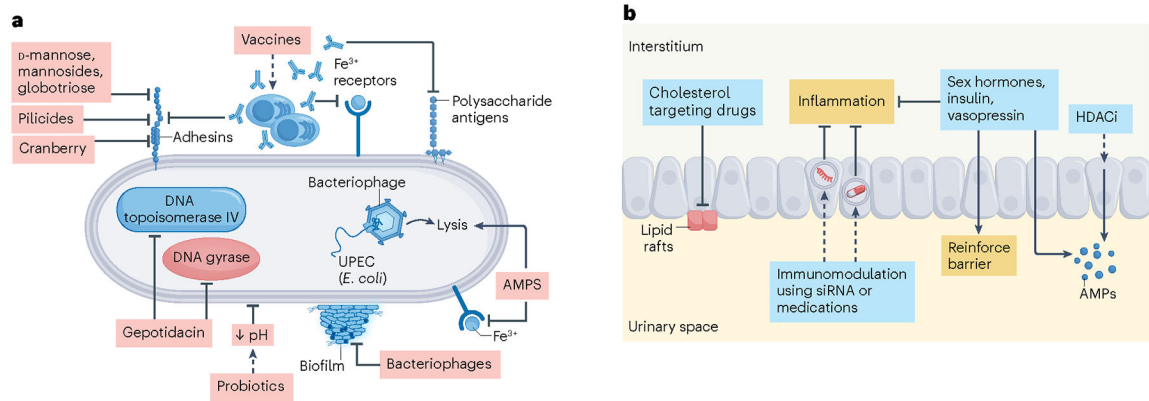 a
D-mannose,
mannosides,
globotriose
Pilicides
Cranberry
Adhesins
Vaccines
Fe³⁺
receptors
Polysaccharide
antigens
DNA
topoisomerase IV
DNA gyrase
Bacteriophage
Lysis
UPEC
(E. coli)
AMPS
Fe³⁺
Gepotidacin
↓ pH
Probiotics
Biofilm
Bacteriophages
b
Interstitium
Cholesterol
targeting drugs
Inflammation
Sex hormones,
insulin,
vasopressin
HDACi
Lipid
rafts
Immunomodulation
using siRNA or
medications
Reinforce
barrier
AMPs
Urinary space